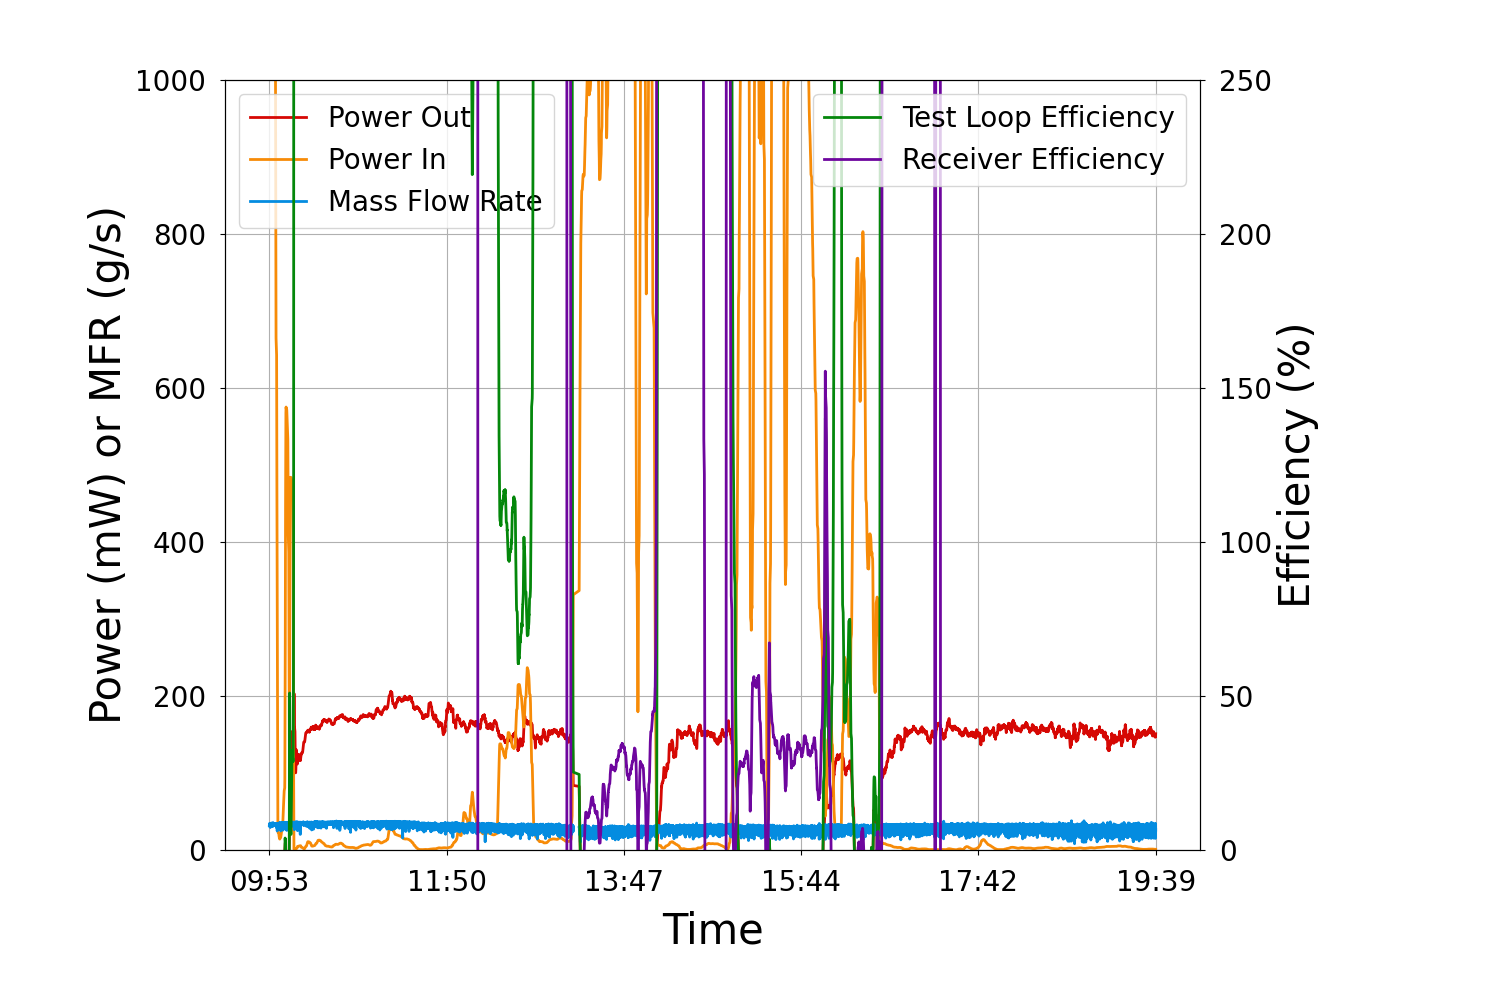 Power (mW) or MFR (g/s)
1000
800
600
400
200
0
Power Out
Power In
Mass Flow Rate
Test Loop Efficiency
Receiver Efficiency
250
200
150
100
50
0
Efficiency (%)
09:53 11:50 13:47 15:44 17:42 19:39
Time